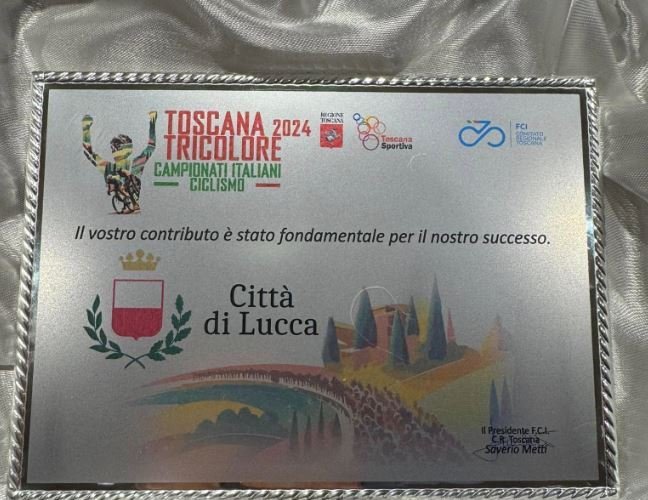 TOSCANA 2024
TRICOLORE
CAMPIONATI ITALIANI
CICLISMO
REGIONE
TOSCANA
Toscana
Sportiva
FCI
COMITATO
REGIONALE
TOSCANA
Il vostro contributo è stato fondamentale per il nostro successo.
Città
di Lucca
Il Presidente F.C.I.
C.R. Toscana
Saverio Metti